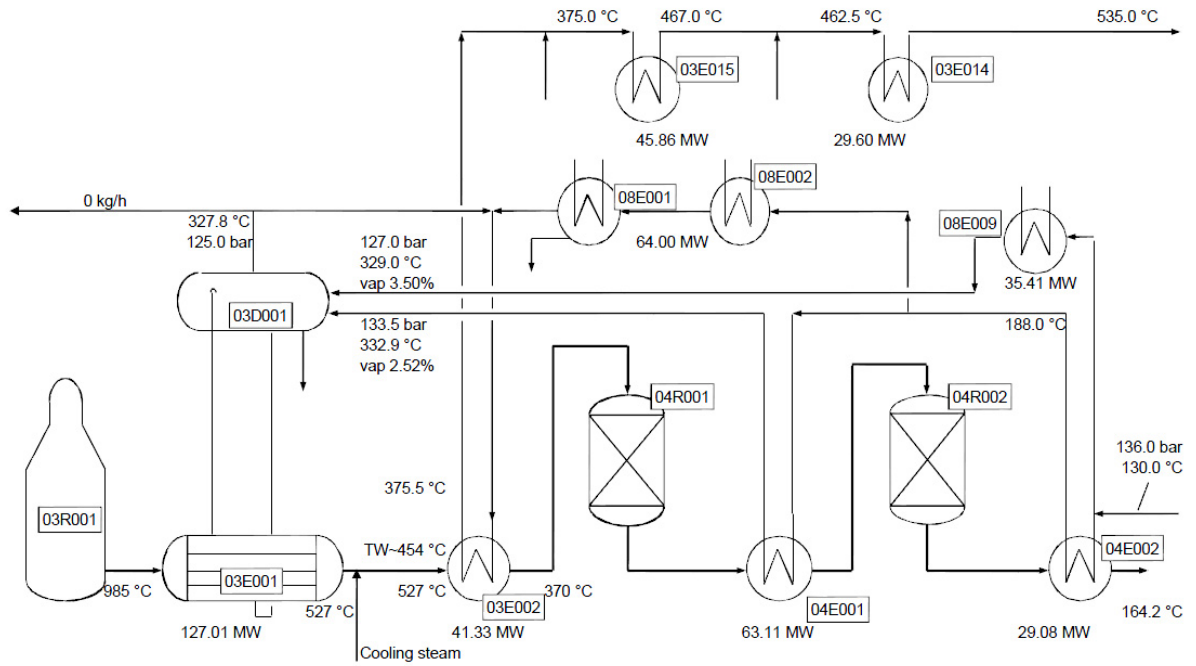 375.0 °C
467.0 °C
462.5 °C
535.0 °C
03E015
03E014
45.86 MW
29.60 MW
08E001
08E002
0 kg/h
327.8 °C
125.0 bar
127.0 bar
329.0 °C
vap 3.50%
64.00 MW
08E009
35.41 MW
03D001
133.5 bar
332.9 °C
vap 2.52%
188.0 °C
04R001
04R002
136.0 bar
130.0 °C
375.5 °C
03R001
TW~454 °C
04E002
985 °C
03E001
527 °C
527 °C
03E002
370 °C
04E001
164.2 °C
127.01 MW
41.33 MW
63.11 MW
29.08 MW
Cooling steam